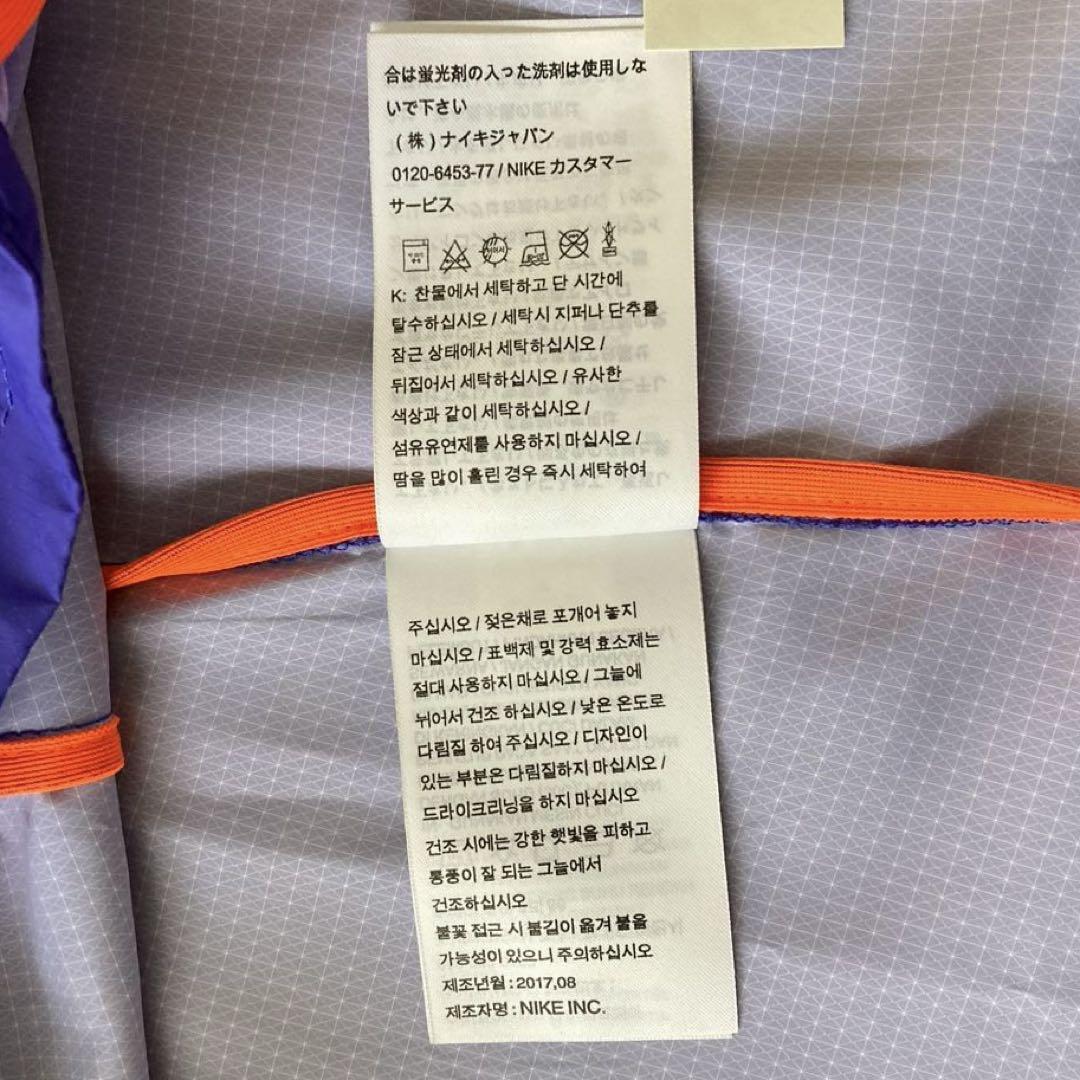 合は蛍光剤の入った洗剤は使用しな
いで下さい
(株)ナイキジャパン
0120-6453-77 / NIKE カスタマー
サービス
K: 찬물에서 세탁하고 단 시간에
탈수하십시오 / 세탁시 지퍼나 단추를
잠근 상태에서 세탁하십시오 /
뒤집어서 세탁하십시오 / 유사한
색상과 같이 세탁하십시오 /
섬유유연제를 사용하지 마십시오 /
땀을 많이 흘린 경우 즉시 세탁하여
주십시오 / 젖은채로 포개어 놓지
마십시오 / 표백제 및 강력 효소제는
절대 사용하지 마십시오 / 그늘에
뉘어서 건조 하십시오 / 낮은 온도로
다림질 하여 주십시오 / 디자인이
있는 부분은 다림질하지 마십시오 /
드라이크리닝을 하지 마십시오
건조 시에는 강한 햇빛을 피하고
통풍이 잘 되는 그늘에서
건조하십시오
불꽃 접근 시 불길이 옮겨 붙을
가능성이 있으니 주의하십시오
제조년월 : 2017,08
제조자명 : NIKE INC.